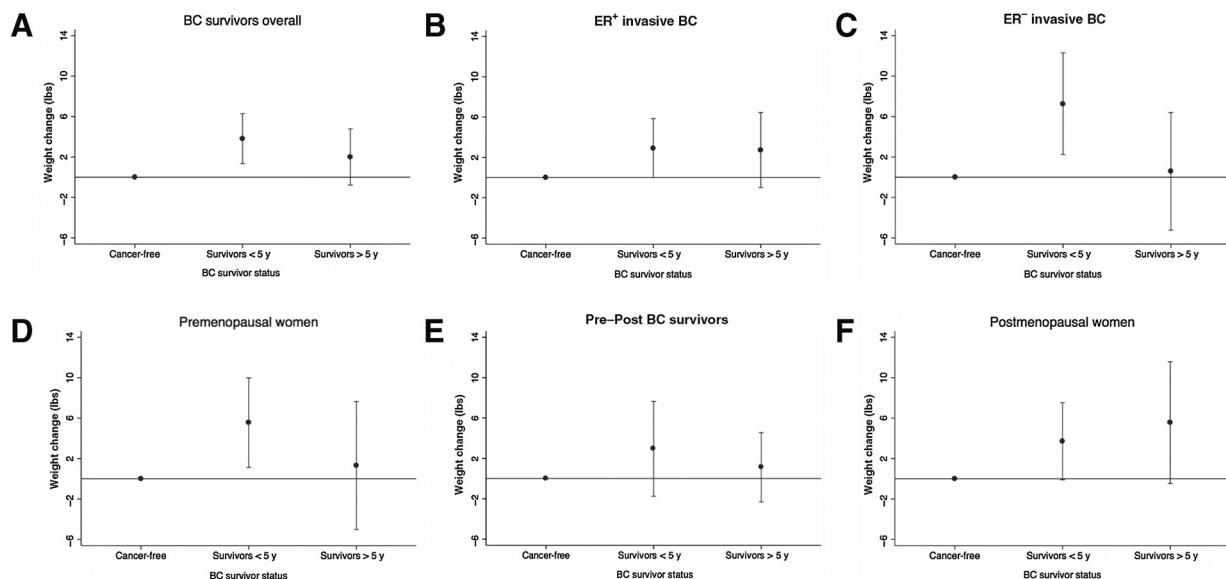 A
BC survivors overall
Weight change (lbs)
14
10
6
2
−2
−6
Cancer-free
Survivors < 5 y
Survivors > 5 y
BC survivor status
B
ER⁺ invasive BC
Weight change (lbs)
14
10
6
2
−2
−6
Cancer-free
Survivors < 5 y
Survivors > 5 y
BC survivor status
C
ER⁻ invasive BC
Weight change (lbs)
14
10
6
2
−2
−6
Cancer-free
Survivors < 5 y
Survivors > 5 y
BC survivor status
D
Premenopausal women
Weight change (lbs)
14
10
6
2
−2
−6
Cancer-free
Survivors < 5 y
Survivors > 5 y
BC survivor status
E
Pre–Post BC survivors
Weight change (lbs)
14
10
6
2
−2
−6
Cancer-free
Survivors < 5 y
Survivors > 5 y
BC survivor status
F
Postmenopausal women
Weight change (lbs)
14
10
6
2
−2
−6
Cancer-free
Survivors < 5 y
Survivors > 5 y
BC survivor status